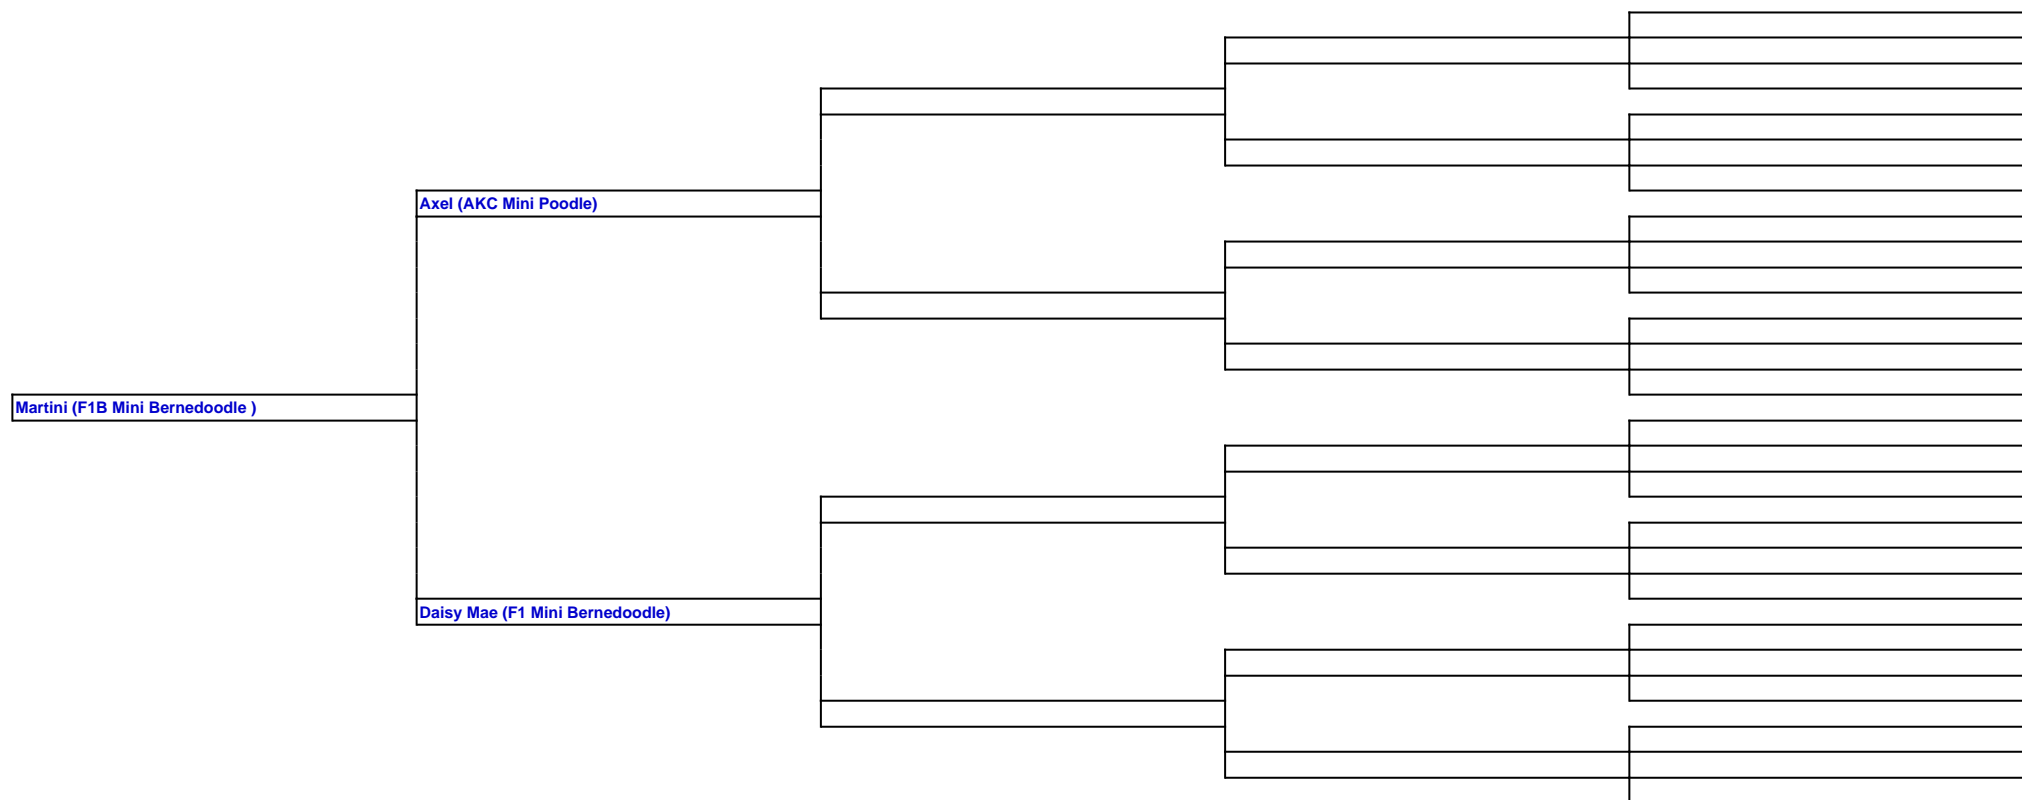 Axel (AKC Mini Poodle)
Martini (F1B Mini Bernedoodle )
Daisy Mae (F1 Mini Bernedoodle)